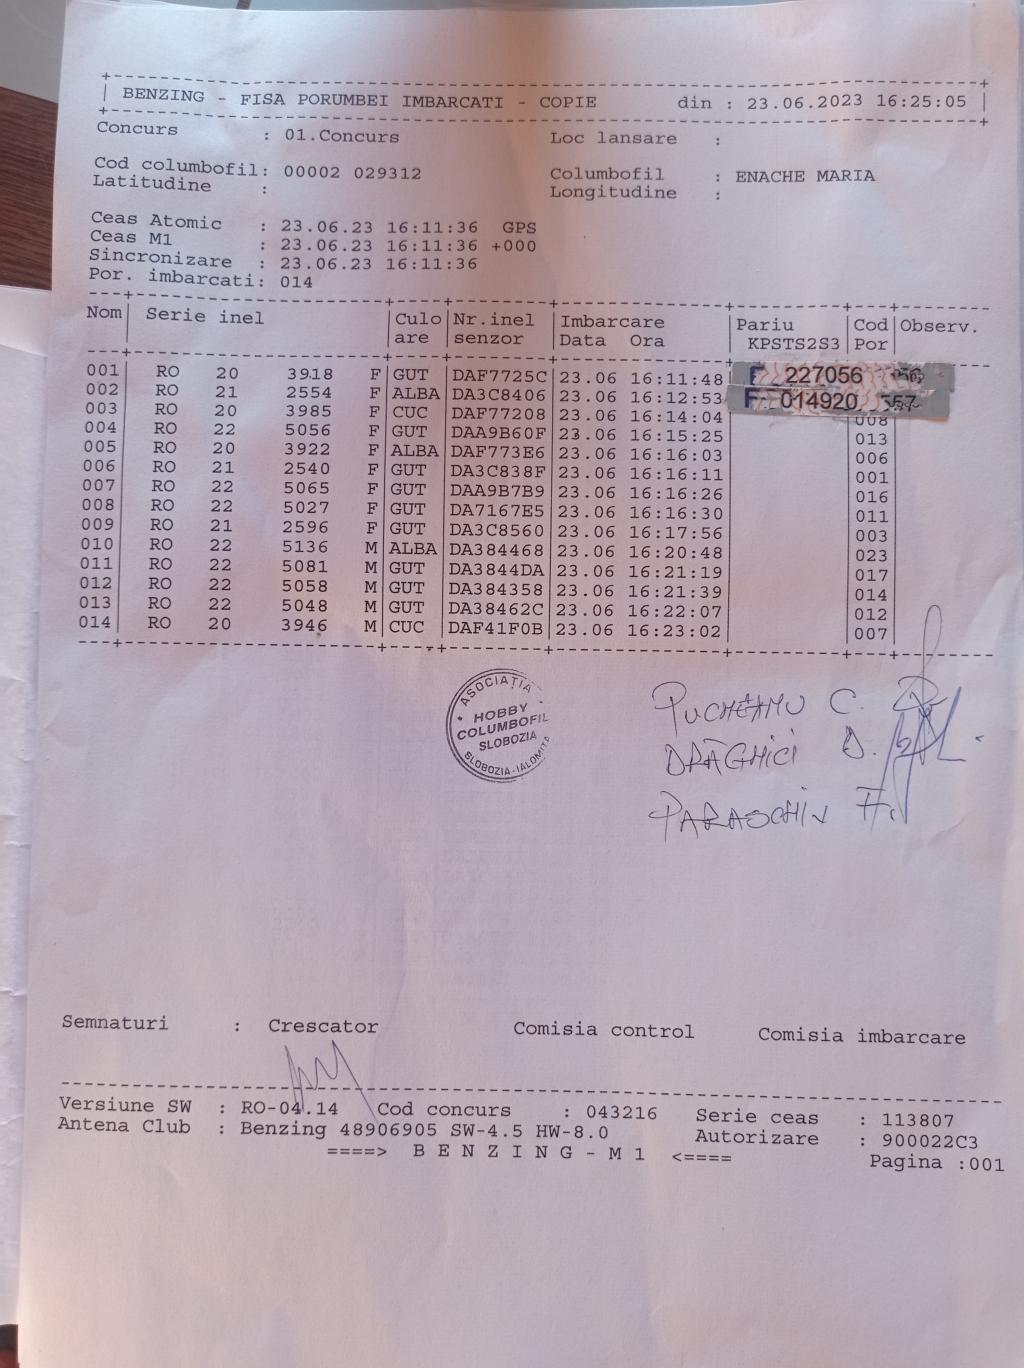 BENZING - FISA PORUMBEI IMBARCATI - COPIE din : 23.06.2023 16:25:05
Concurs : 01.Concurs Loc lansare :
Cod columbofil: 00002 029312 Columbofil : ENACHE MARIA
Latitudine : Longitudine :
Ceas Atomic : 23.06.23 16:11:36 GPS
Ceas M1 : 23.06.23 16:11:36 +000
Sincronizare : 23.06.23 16:11:36
Por. imbarcati: 014
Nom Serie inel Culo Nr.inel Imbarcare Pariu Cod Observ.
are senzor Data Ora KPSTS2S3 Por
001 RO 20 3918 F GUT DAF7725C 23.06 16:11:48 F 227056
002 RO 21 2554 F ALBA DA3C8406 23.06 16:12:53 F 014920
003 RO 20 3985 F CUC DAF77208 23.06 16:14:04 008
004 RO 22 5056 F GUT DAA9B60F 23.06 16:15:25 013
005 RO 20 3922 F ALBA DAF773E6 23.06 16:16:03 006
006 RO 21 2540 F GUT DA3C838F 23.06 16:16:11 001
007 RO 22 5065 F GUT DAA9B7B9 23.06 16:16:26 016
008 RO 22 5027 F GUT DA7167E5 23.06 16:16:30 011
009 RO 21 2596 F GUT DA3C8560 23.06 16:17:56 003
010 RO 22 5136 M ALBA DA384468 23.06 16:20:48 023
011 RO 22 5081 M GUT DA3844DA 23.06 16:21:19 017
012 RO 22 5058 M GUT DA384358 23.06 16:21:39 014
013 RO 22 5048 M GUT DA38462C 23.06 16:22:07 012
014 RO 20 3946 M CUC DAF41F0B 23.06 16:23:02 007
ASOCIAȚIA
HOBBY
COLUMBOFIL
SLOBOZIA
SLOBOZIA-IALOMIȚA
PUCHEANU C.
DRĂGHICI D.
PARASCHIV F.
Semnaturi : Crescator Comisia control Comisia imbarcare
Versiune SW : RO-04.14 Cod concurs : 043216 Serie ceas : 113807
Antena Club : Benzing 48906905 SW-4.5 HW-8.0 Autorizare : 900022C3
====> B E N Z I N G - M 1 <==== Pagina :001